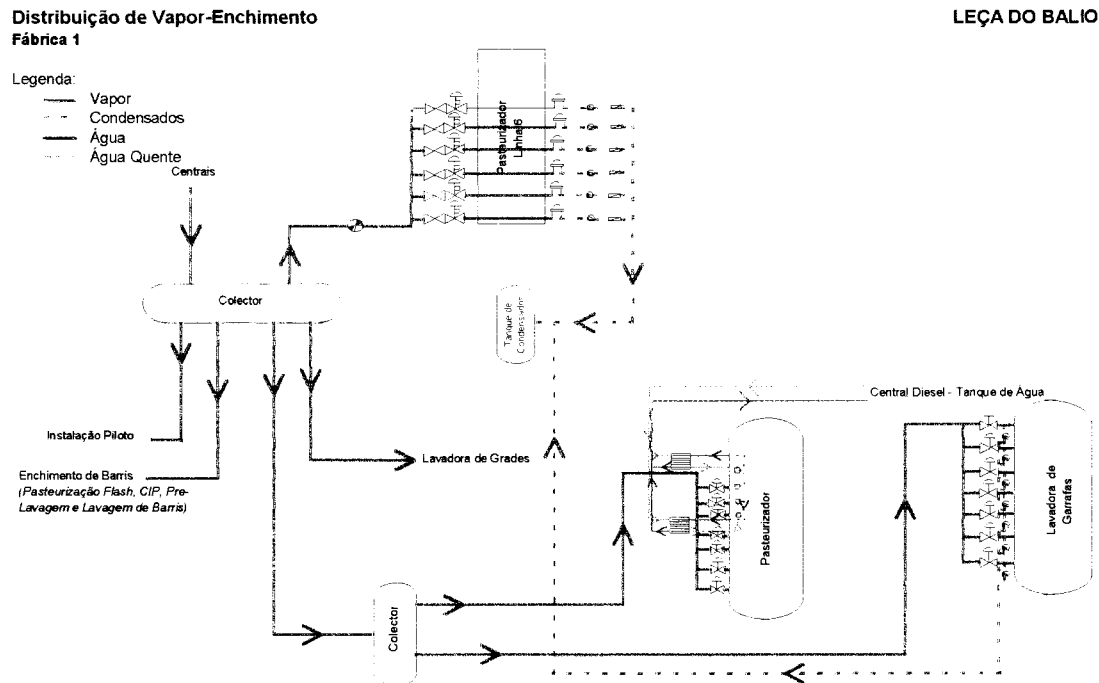 Distribuição de Vapor-Enchimento
LEÇA DO BALIO
Fábrica 1
Legenda:
Vapor
Condensados
Água
Água Quente
Centrais
Pasteurizador
Linha6
Colector
Tanque de
Condensados
Central Diesel - Tanque de Água
Instalação Piloto
Lavadora de Grades
Enchimento de Barris
(Pasteurização Flash, CIP, Pre-
Lavagem e Lavagem de Barris)
Pasteurizador
Lavadora de
Garrafas
Colector